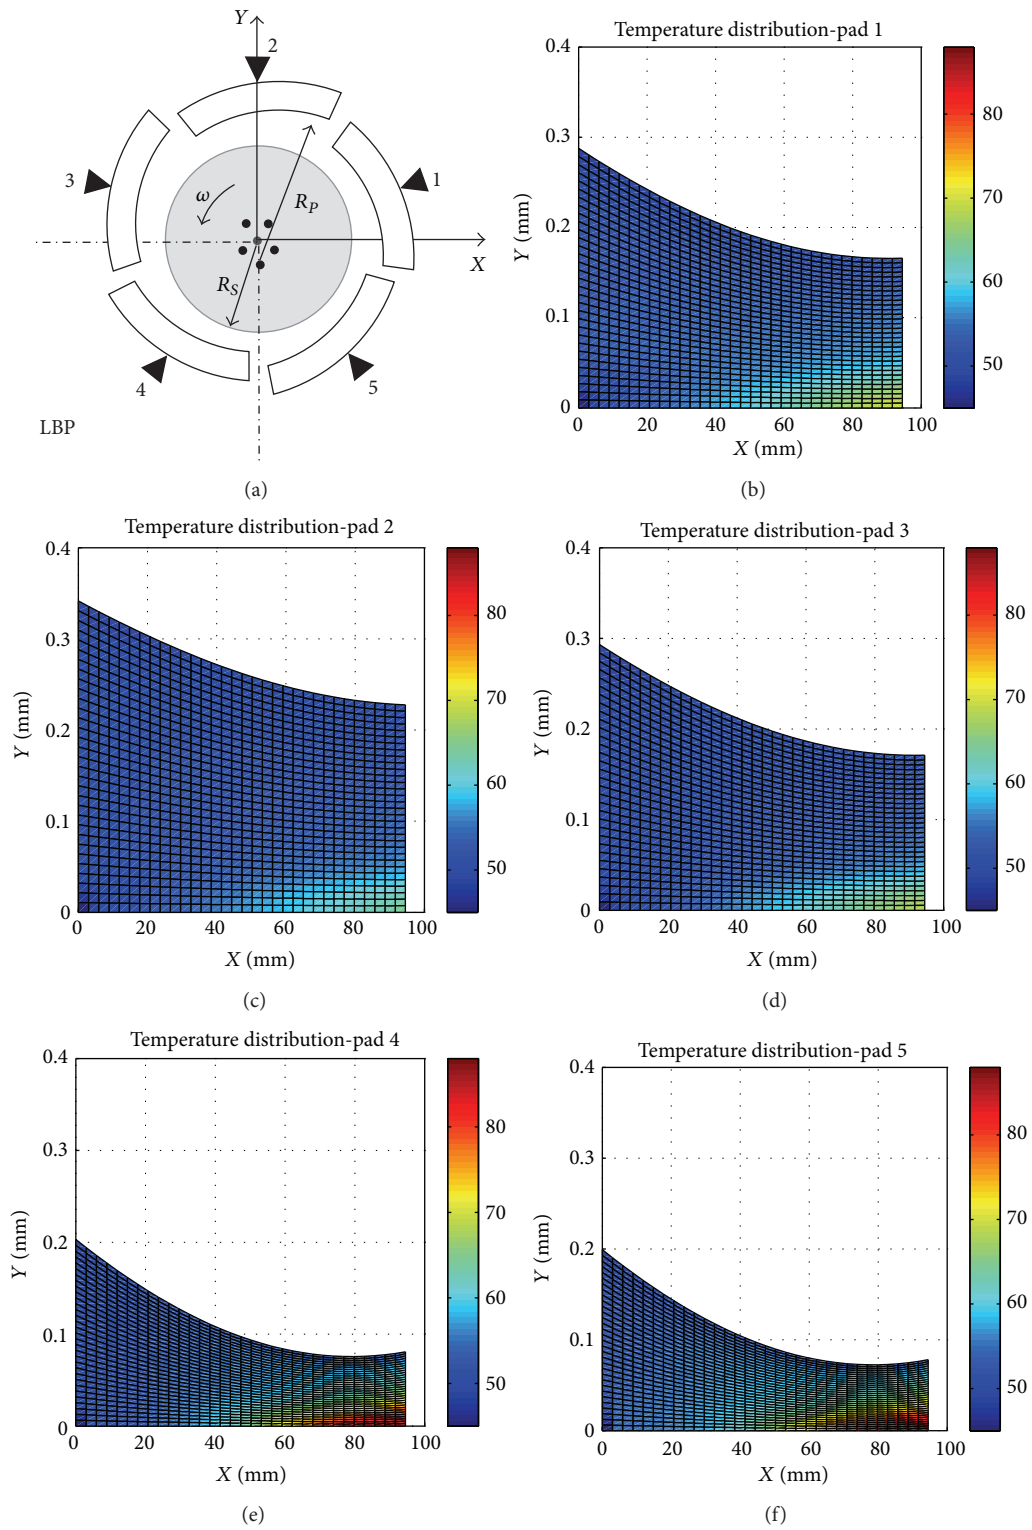 Y
2
3
1
ω
R_P
X
R_S
4
5
LBP
(a)
Temperature distribution-pad 1
0.4
0.3
0.2
0.1
0
Y (mm)
0 20 40 60 80 100
X (mm)
80
70
60
50
(b)
Temperature distribution-pad 2
0.4
0.3
0.2
0.1
0
Y (mm)
0 20 40 60 80 100
X (mm)
80
70
60
50
(c)
Temperature distribution-pad 3
0.4
0.3
0.2
0.1
0
Y (mm)
0 20 40 60 80 100
X (mm)
80
70
60
50
(d)
Temperature distribution-pad 4
0.4
0.3
0.2
0.1
0
Y (mm)
0 20 40 60 80 100
X (mm)
80
70
60
50
(e)
Temperature distribution-pad 5
0.4
0.3
0.2
0.1
0
Y (mm)
0 20 40 60 80 100
X (mm)
80
70
60
50
(f)